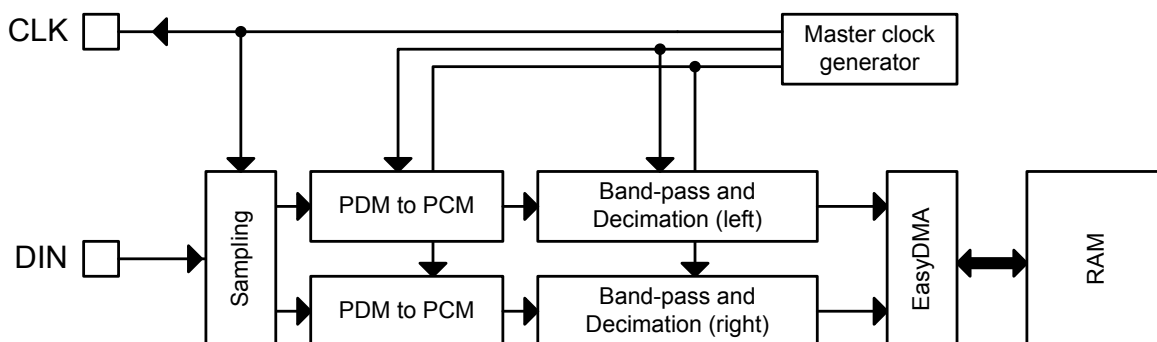 CLK
Master clock
generator
DIN
Sampling
PDM to PCM
Band-pass and
Decimation (left)
PDM to PCM
Band-pass and
Decimation (right)
EasyDMA
RAM